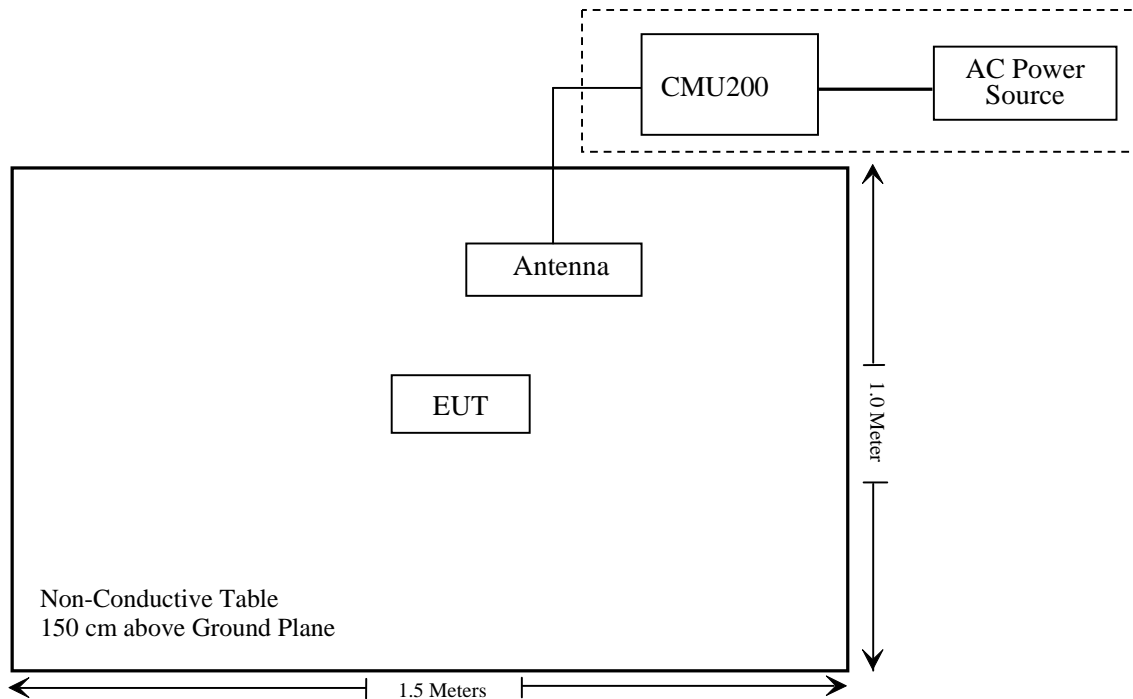 CMU200
AC Power
Source
Antenna
EUT
1.0 Meter
Non-Conductive Table
150 cm above Ground Plane
1.5 Meters